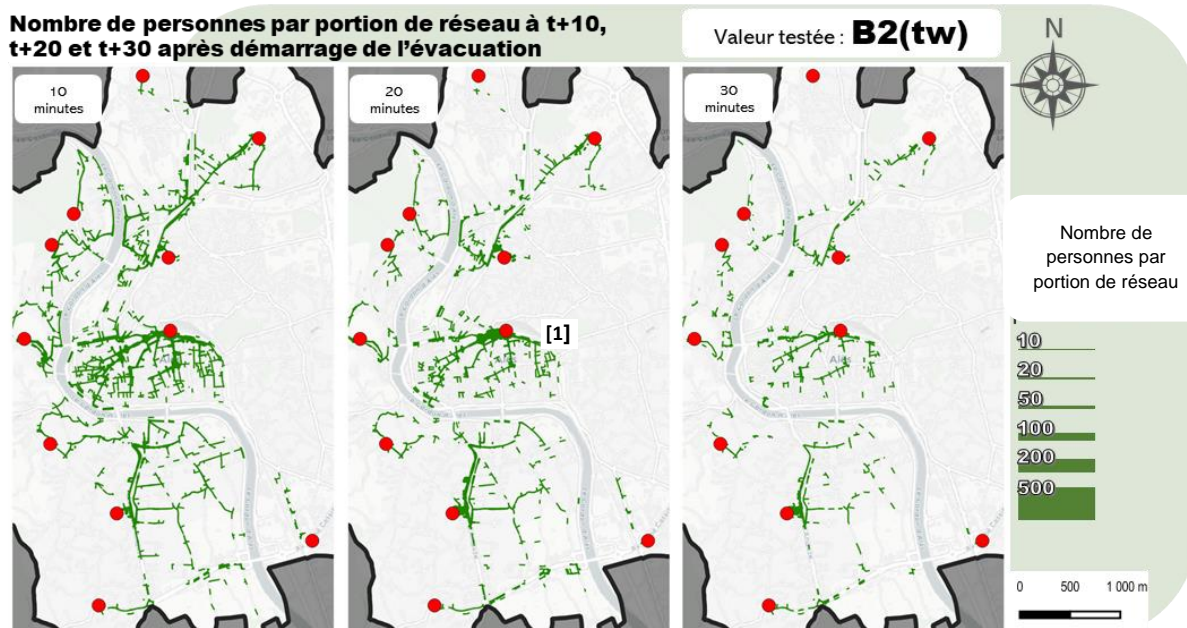 Nombre de personnes par portion de réseau à t+10,
t+20 et t+30 après démarrage de l’évacuation
Valeur testée : B2(tw)
N
10
minutes
20
minutes
30
minutes
[1]
Alès
Nombre de
personnes par
portion de réseau
10
20
50
100
200
500
0 500 1 000 m